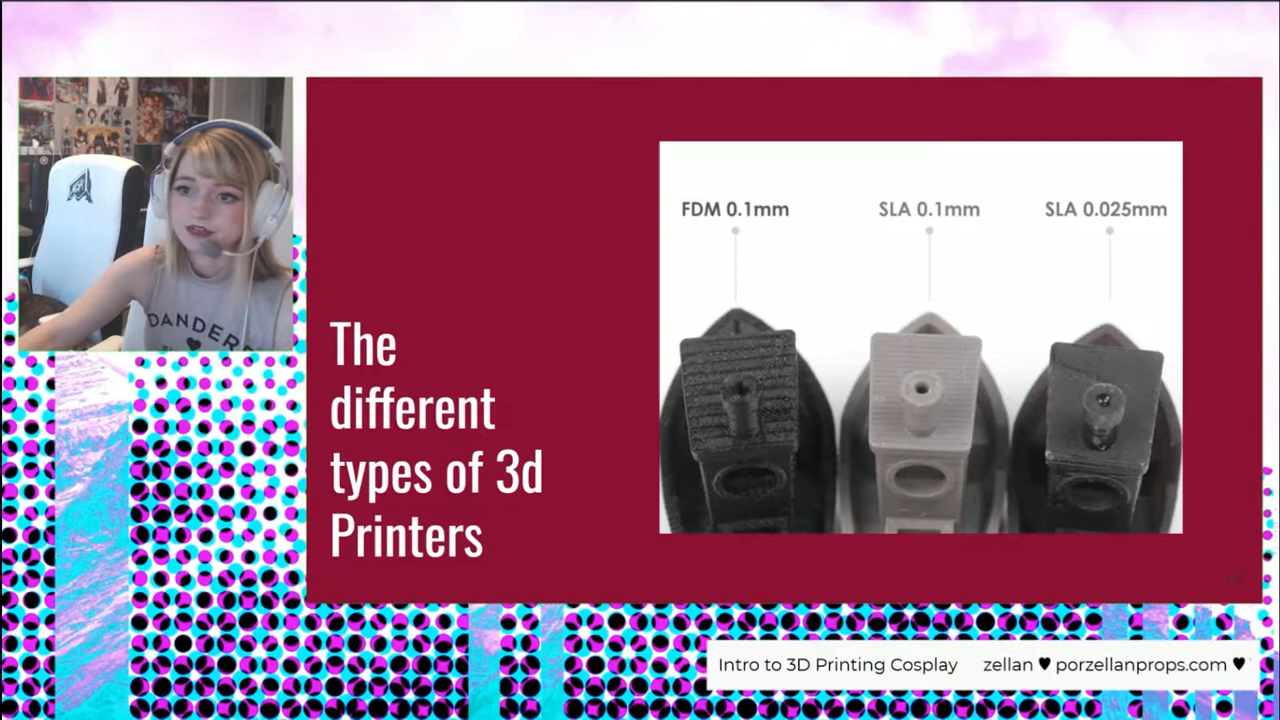 FDM 0.1mm
SLA 0.1mm
SLA 0.025mm
The
different
types of 3d
Printers
DANDER
Intro to 3D Printing Cosplay
zellan ♥ porzellanprops.com ♥